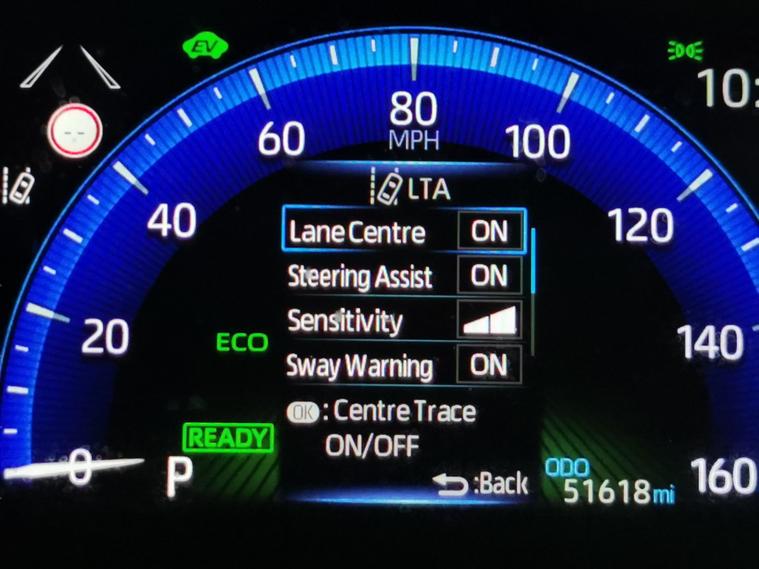 EV
10:
80
MPH
60
100
LTA
40
120
Lane Centre ON
Steering Assist ON
20
ECO
Sensitivity
140
Sway Warning ON
OK : Centre Trace
ON/OFF
READY
0
P
:Back
ODO
51618 mi
160